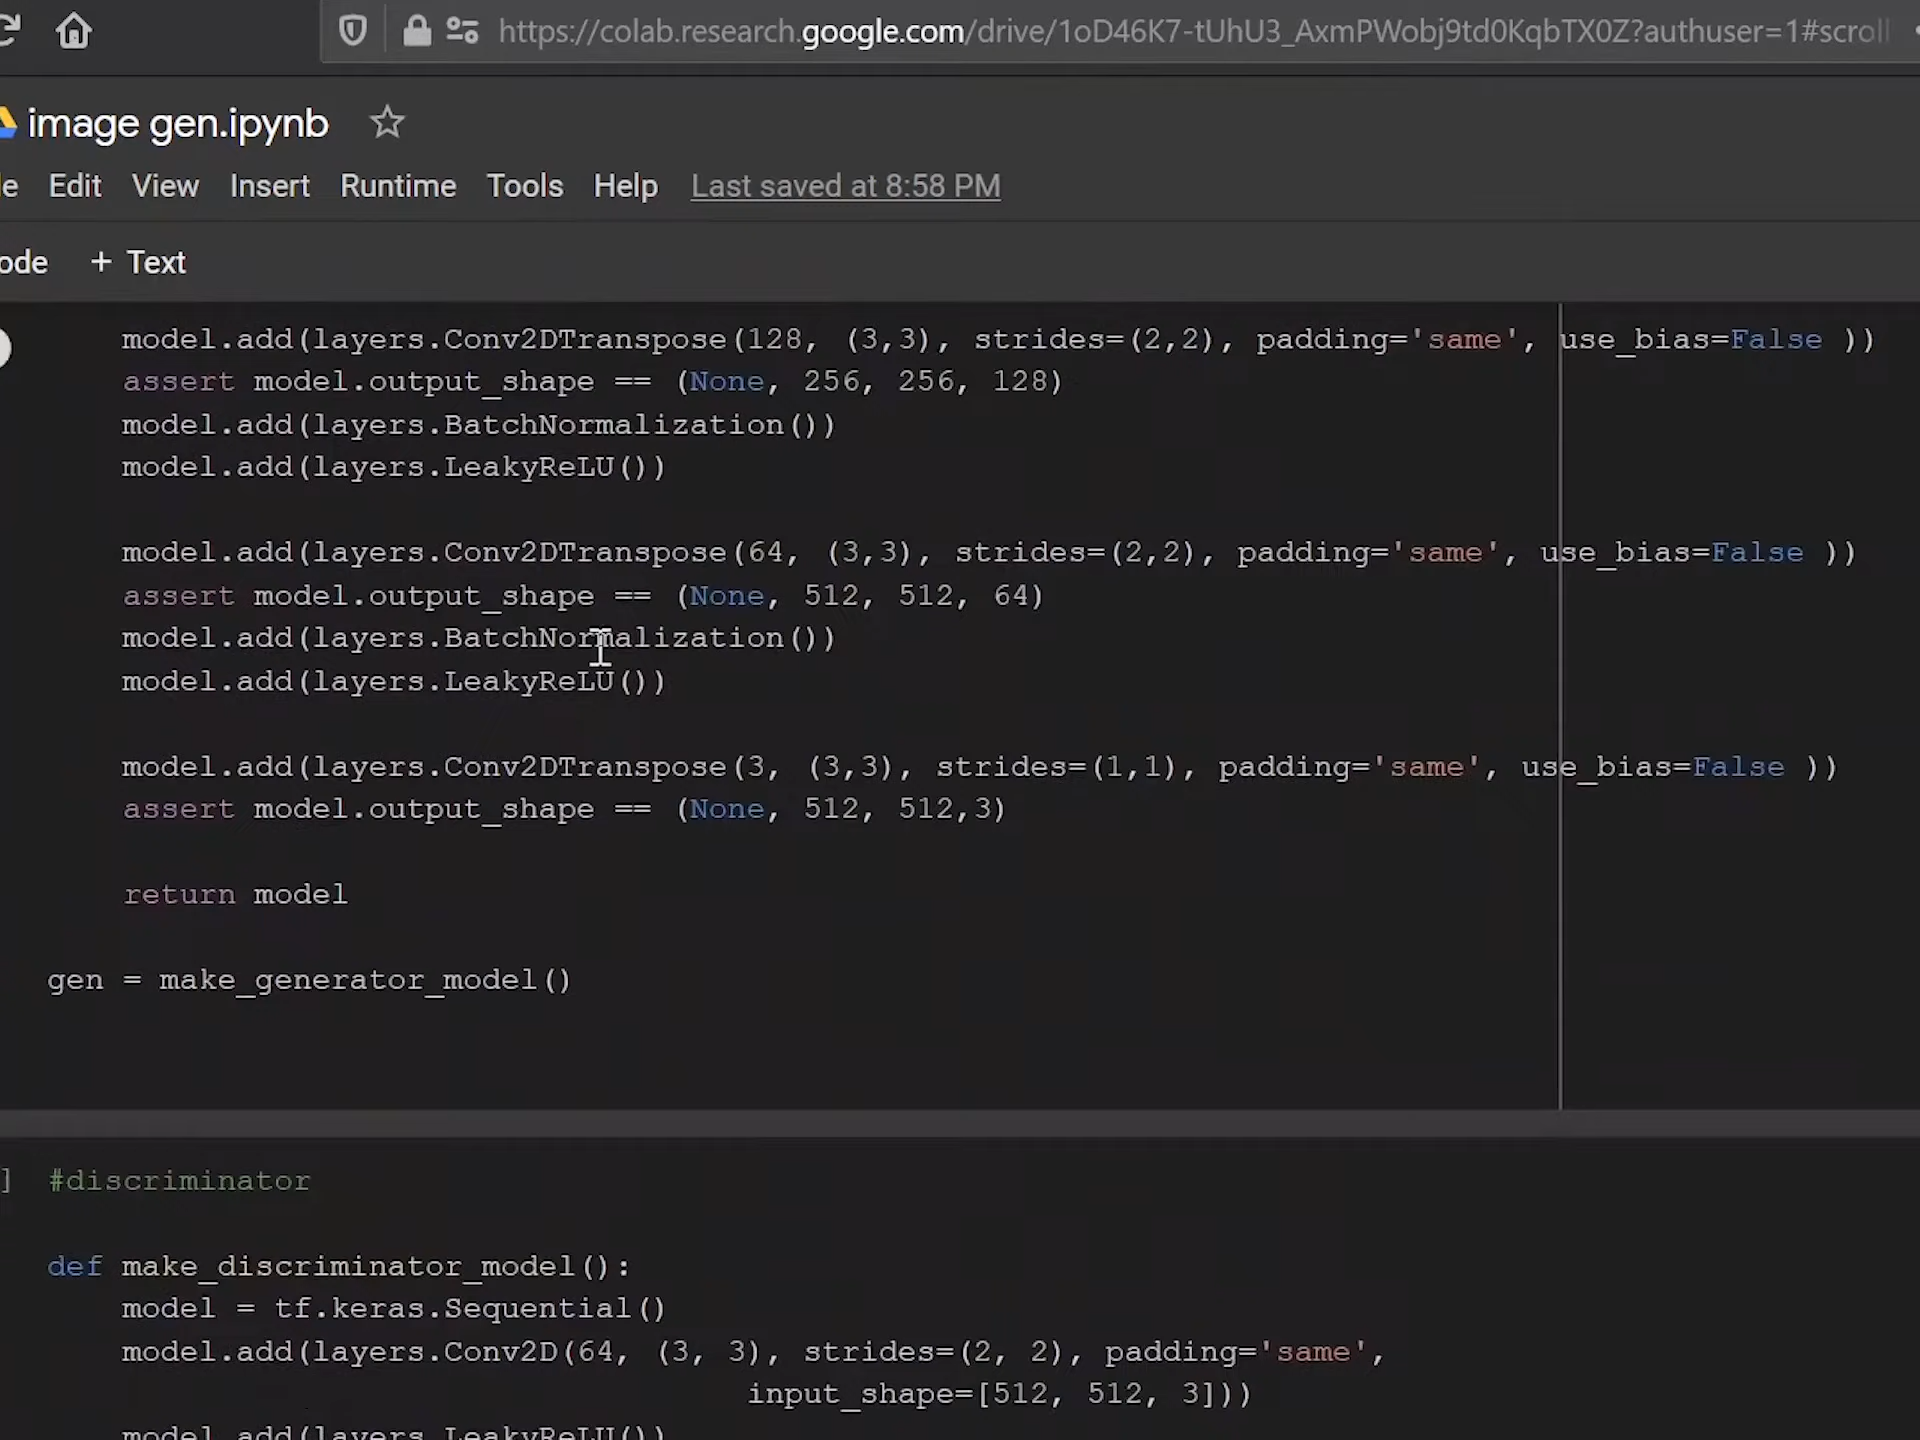 https://colab.research.google.com/drive/1oD46K7-tUhU3_AxmPWobj9td0KqbTX0Z?authuser=1#scroll
image gen.ipynb
le Edit View Insert Runtime Tools Help Last saved at 8:58 PM
ode + Text
model.add(layers.Conv2DTranspose(128, (3,3), strides=(2,2), padding='same', use_bias=False ))
assert model.output_shape == (None, 256, 256, 128)
model.add(layers.BatchNormalization())
model.add(layers.LeakyReLU())
model.add(layers.Conv2DTranspose(64, (3,3), strides=(2,2), padding='same', use_bias=False ))
assert model.output_shape == (None, 512, 512, 64)
model.add(layers.BatchNormalization())
model.add(layers.LeakyReLU())
model.add(layers.Conv2DTranspose(3, (3,3), strides=(1,1), padding='same', use_bias=False ))
assert model.output_shape == (None, 512, 512,3)
return model
gen = make_generator_model()
] #discriminator
def make_discriminator_model():
model = tf.keras.Sequential()
model.add(layers.Conv2D(64, (3, 3), strides=(2, 2), padding='same',
input_shape=[512, 512, 3]))
model.add(layers.LeakyReLU())